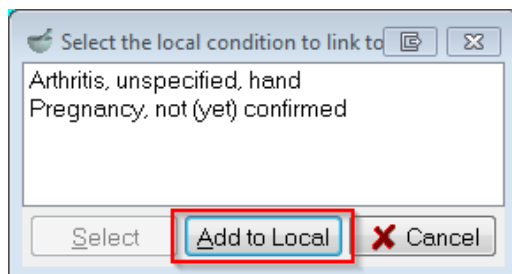 Select the local condition to link to
Arthritis, unspecified, hand
Pregnancy, not (yet) confirmed
Select Add to Local Cancel